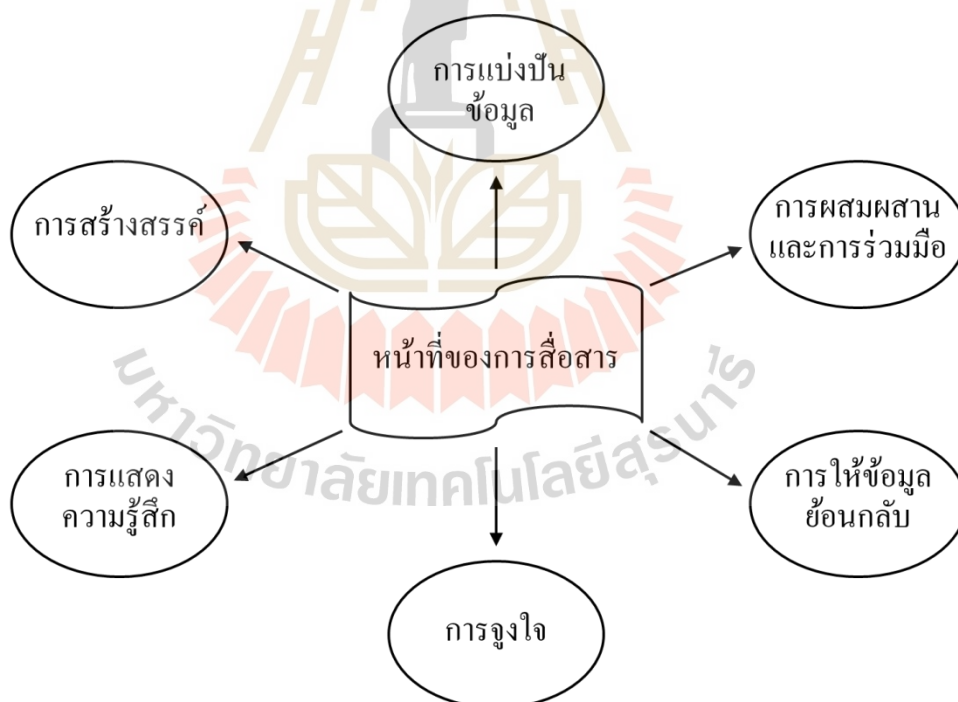 การแบ่งปัน
ข้อมูล
การสร้างสรรค์
การผสมผสาน
และการร่วมมือ
หน้าที่ของการสื่อสาร
มหาวิทยาลัยเทคโนโลยีสุรนารี
การแสดง
ความรู้สึก
การให้ข้อมูล
ย้อนกลับ
การจูงใจ